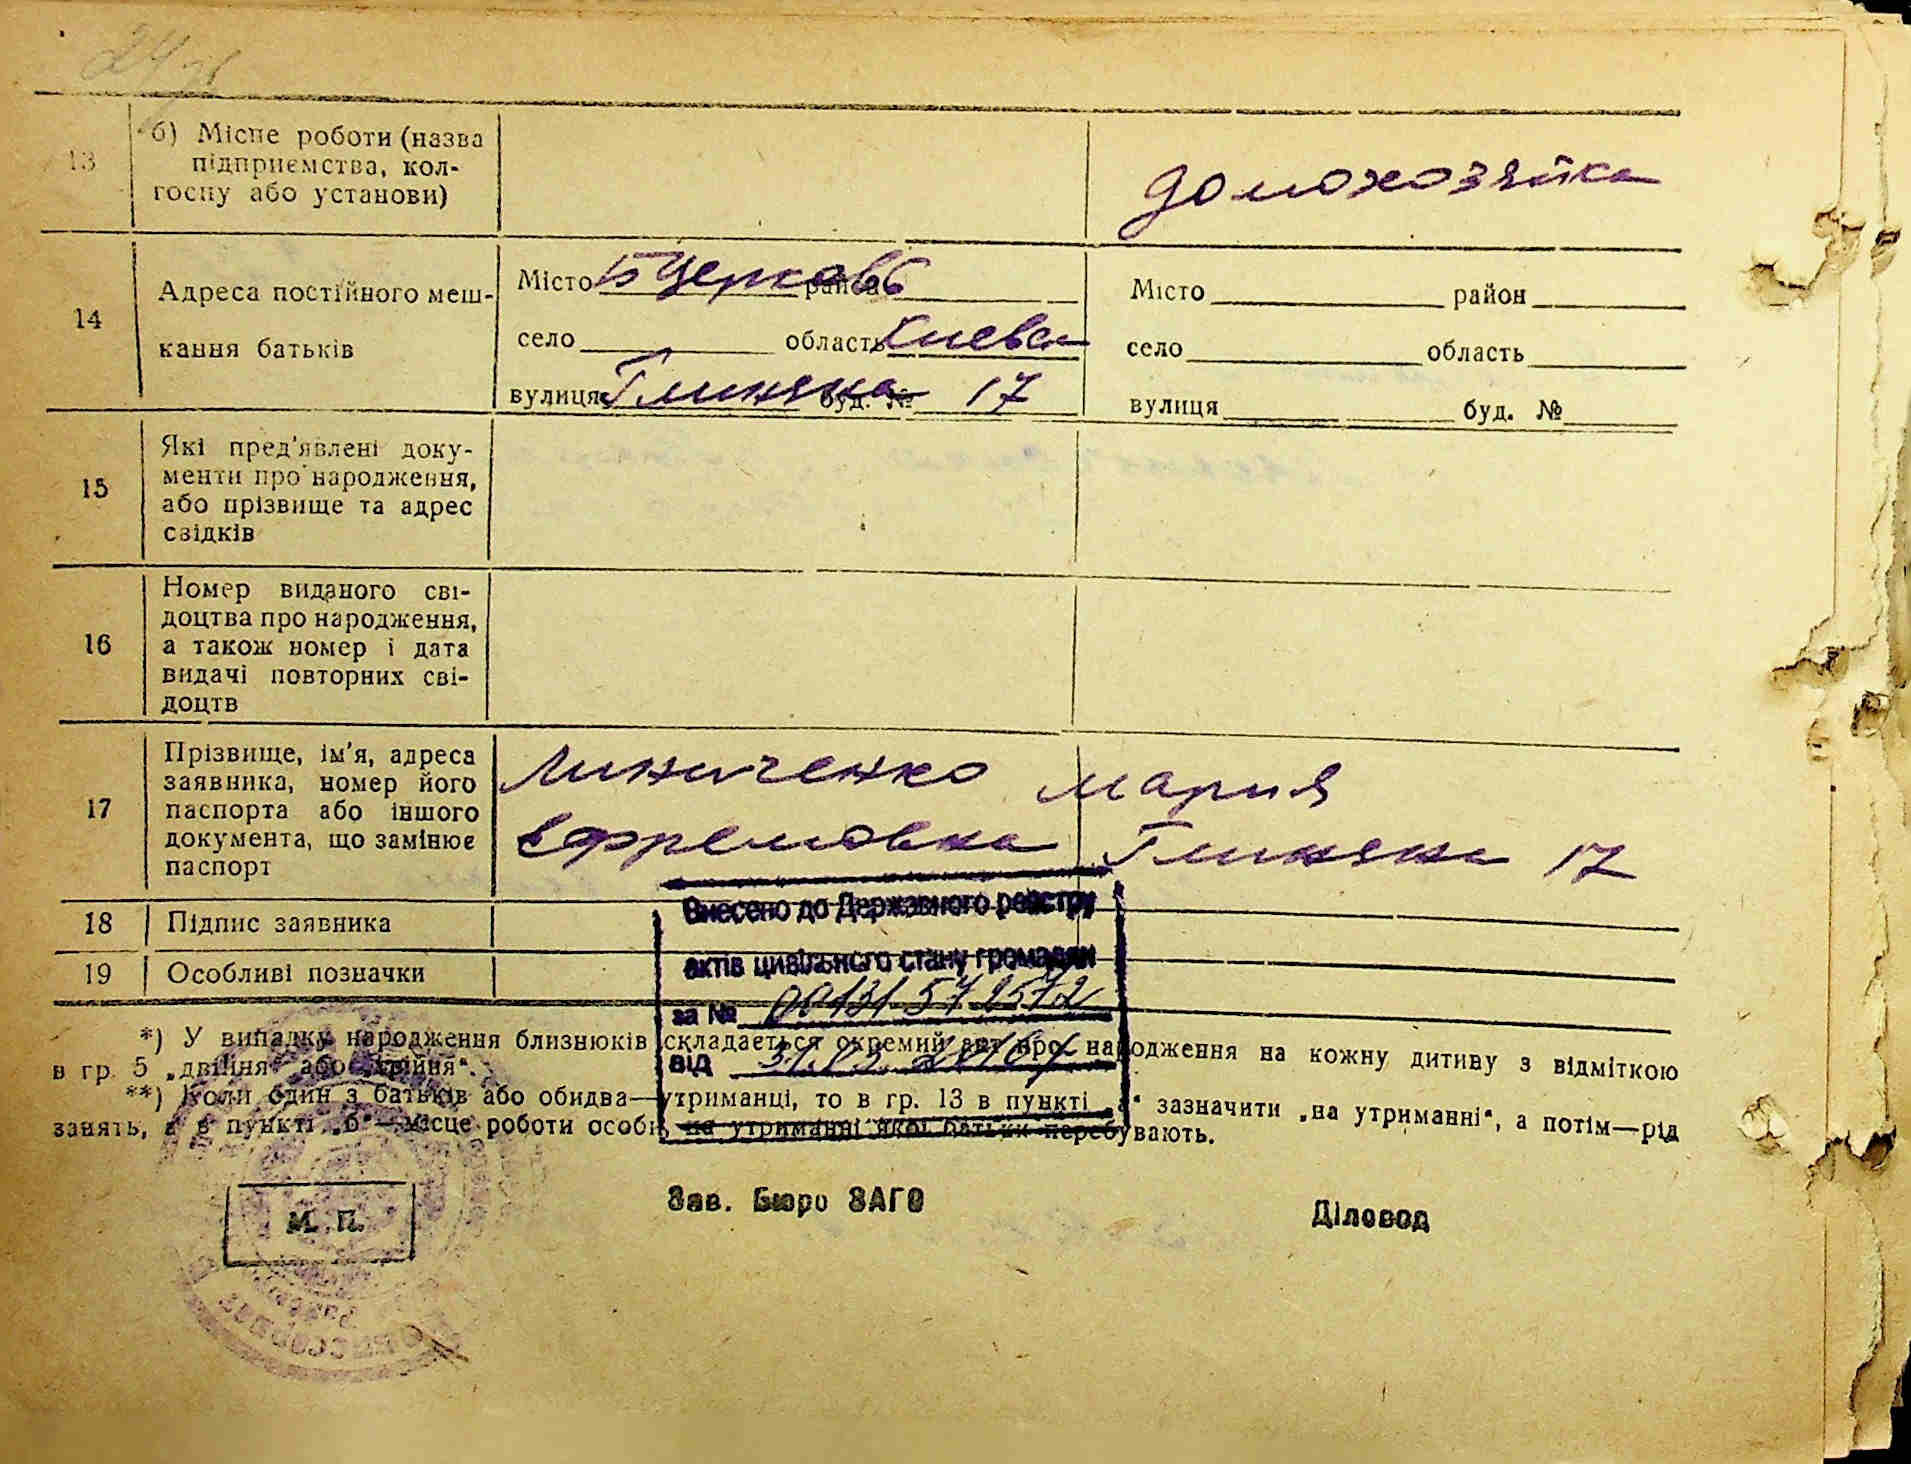 13
б) Місце роботи (назва
підприємства, кол-
госпу або установи)
домохозяйка
14
Адреса постійного меш-
кання батьків
Місто Б Церковь район
село область Киевск
вулиця Глиняна буд. № 17
Місто район
село область
вулиця буд. №
15
Які пред'явлені доку-
менти про народження,
або прізвище та адрес
свідків
16
Номер виданого сві-
доцтва про народження,
а також номер і дата
видачі повторних сві-
доцтв
17
Прізвище, ім'я, адреса
заявника, номер його
паспорта або іншого
документа, що замінює
паспорт
Линиченко Мария
Ефремовна Глиняна 17
18 Підпис заявника
19 Особливі позначки
Внесено до Державного реєстру
актів цивільного стану громадян
за № 00131572572
від
*) У випадку народження близнюків складається окремий акт про народження на кожну дитину з відміткою
в гр. 5 „двійня“ або „трійня“.
**) Коли один з батьків або обидва—утриманці, то в гр. 13 в пункті „а“ зазначити „на утриманні“, а потім—рід
занять, а в пункті „б“—місце роботи особи, на утриманні якої батьки перебувають.
М. П.
Зав. Бюро ЗАГС
Діловод